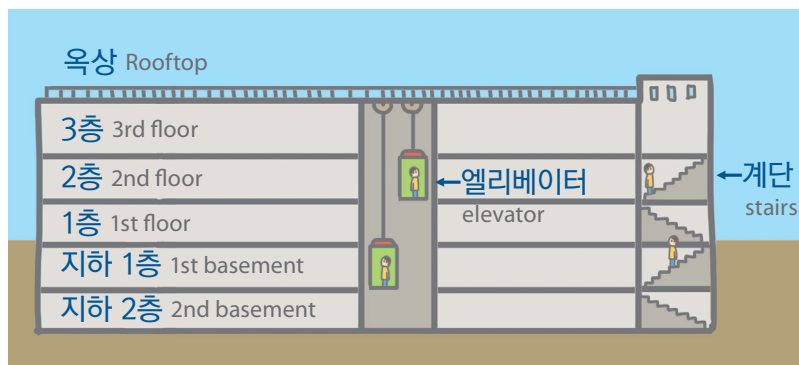 옥상 Rooftop
3층 3rd floor
2층 2nd floor
←엘리베이터
elevator
←계단
stairs
1층 1st floor
지하 1층 1st basement
지하 2층 2nd basement